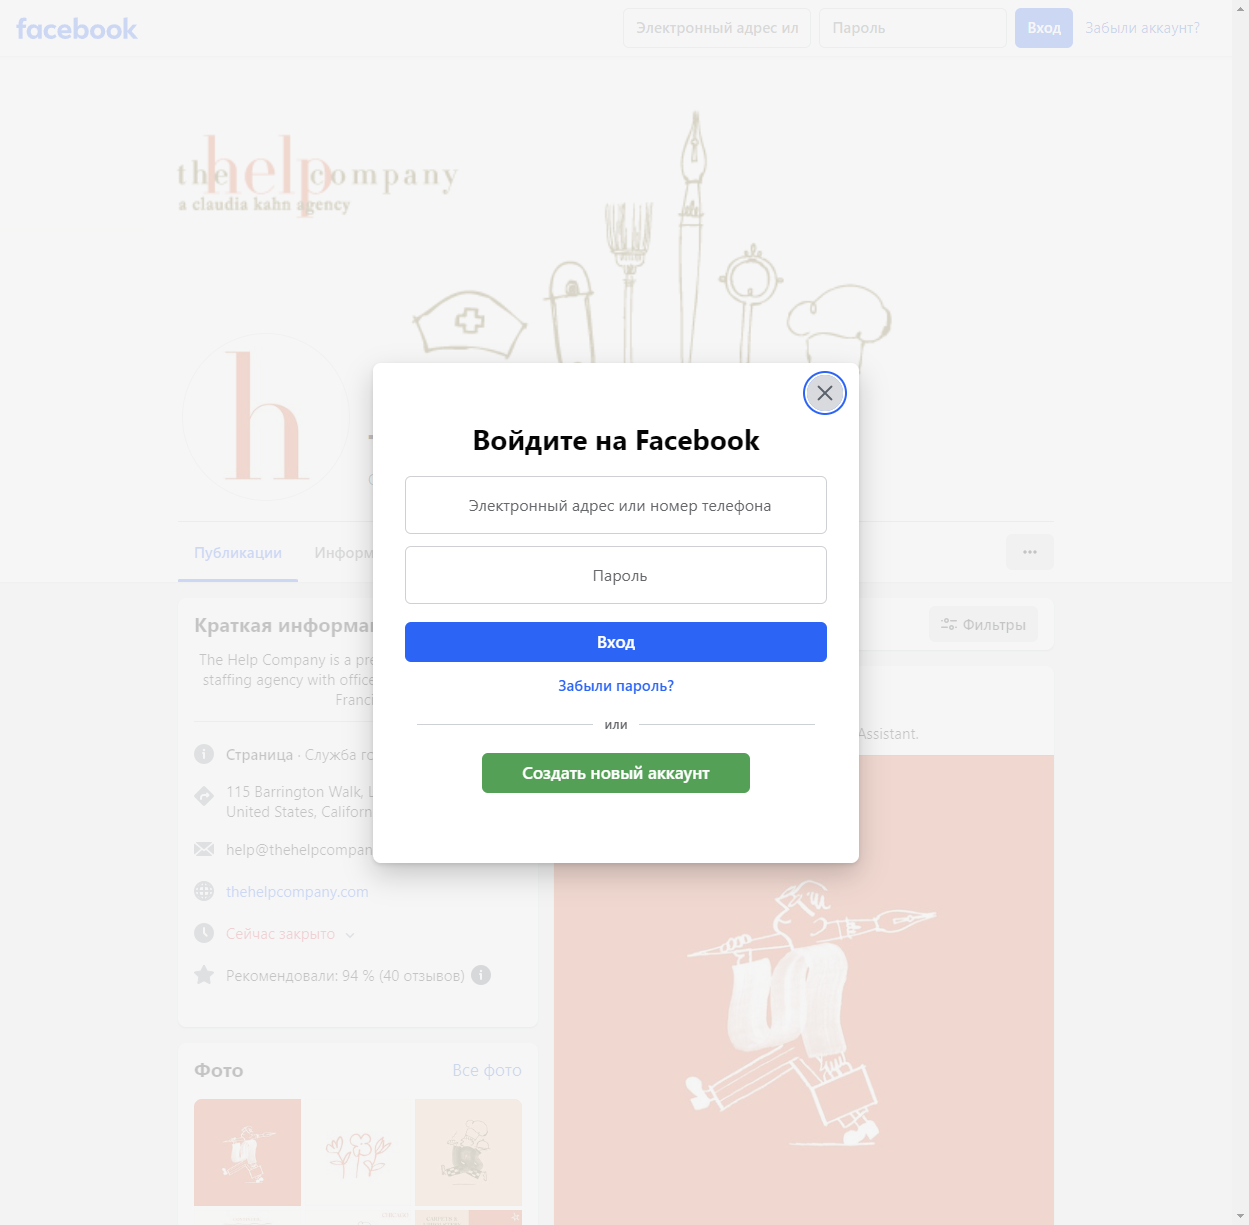 facebook
Электронный адрес ил
Пароль
Вход
Забыли аккаунт?
the help company
a claudia kahn agency
h
Войдите на Facebook
Электронный адрес или номер телефона
Пароль
Вход
Забыли пароль?
или
Создать новый аккаунт
Публикации
Информ
Фильтры
Краткая информа
The Help Company is a pre
staffing agency with office
Franci
Страница · Служба го
115 Barrington Walk, L
United States, Californ
help@thehelpcompan
thehelpcompany.com
Сейчас закрыто
Рекомендовали: 94 % (40 отзывов)
Assistant.
Фото
Все фото